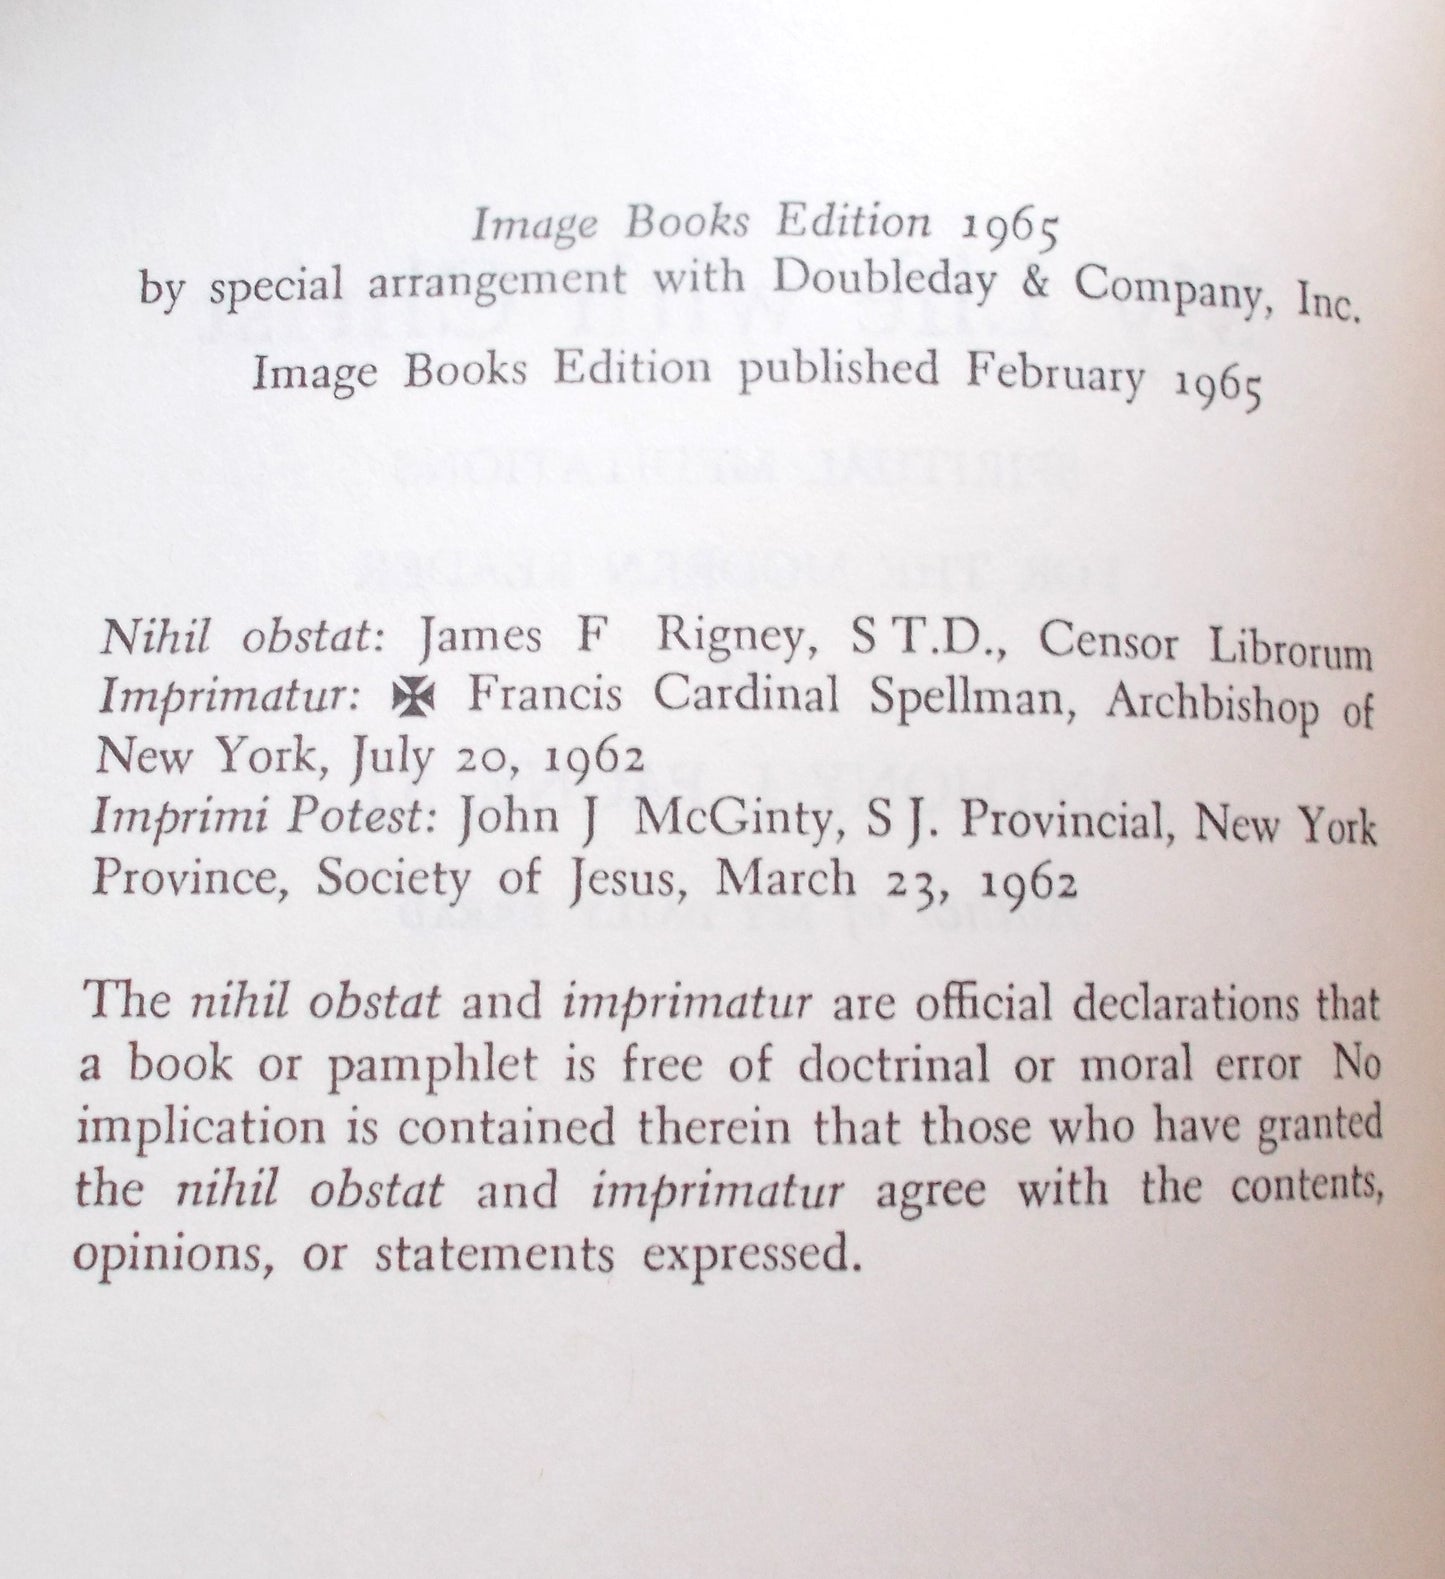 Image Books Edition 1965
by special arrangement with Doubleday & Company, Inc.
Image Books Edition published February 1965
Nihil obstat: James F Rigney, S T.D., Censor Librorum
Imprimatur: ✠ Francis Cardinal Spellman, Archbishop of
New York, July 20, 1962
Imprimi Potest: John J McGinty, S J. Provincial, New York
Province, Society of Jesus, March 23, 1962
The nihil obstat and imprimatur are official declarations that
a book or pamphlet is free of doctrinal or moral error No
implication is contained therein that those who have granted
the nihil obstat and imprimatur agree with the contents,
opinions, or statements expressed.